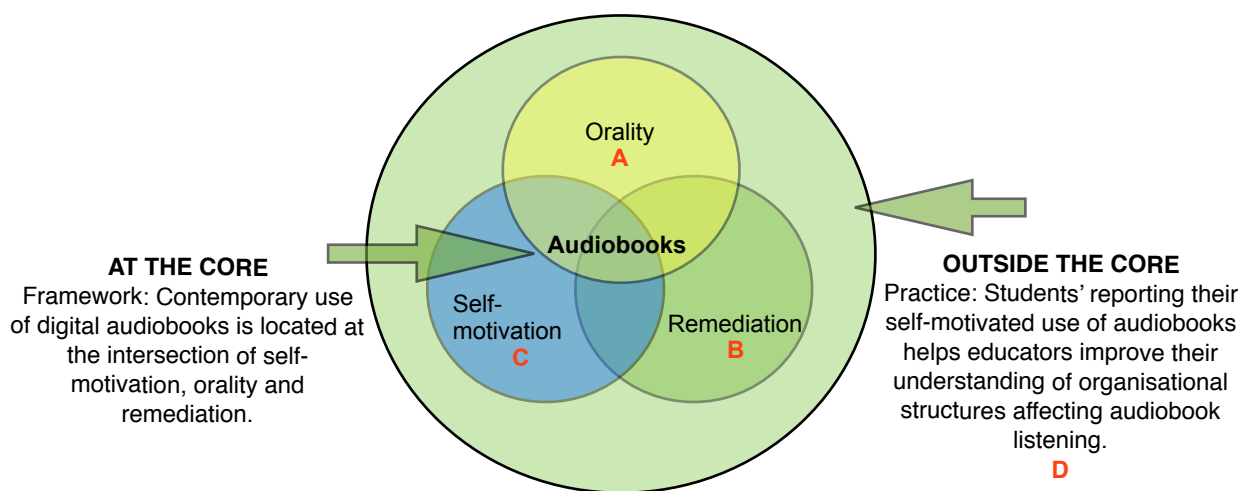 Orality
A
Audiobooks
Self-
motivation
C
Remediation
B
AT THE CORE
Framework: Contemporary use
of digital audiobooks is located at
the intersection of self-
motivation, orality and
remediation.
OUTSIDE THE CORE
Practice: Students’ reporting their
self-motivated use of audiobooks
helps educators improve their
understanding of organisational
structures affecting audiobook
listening.
D